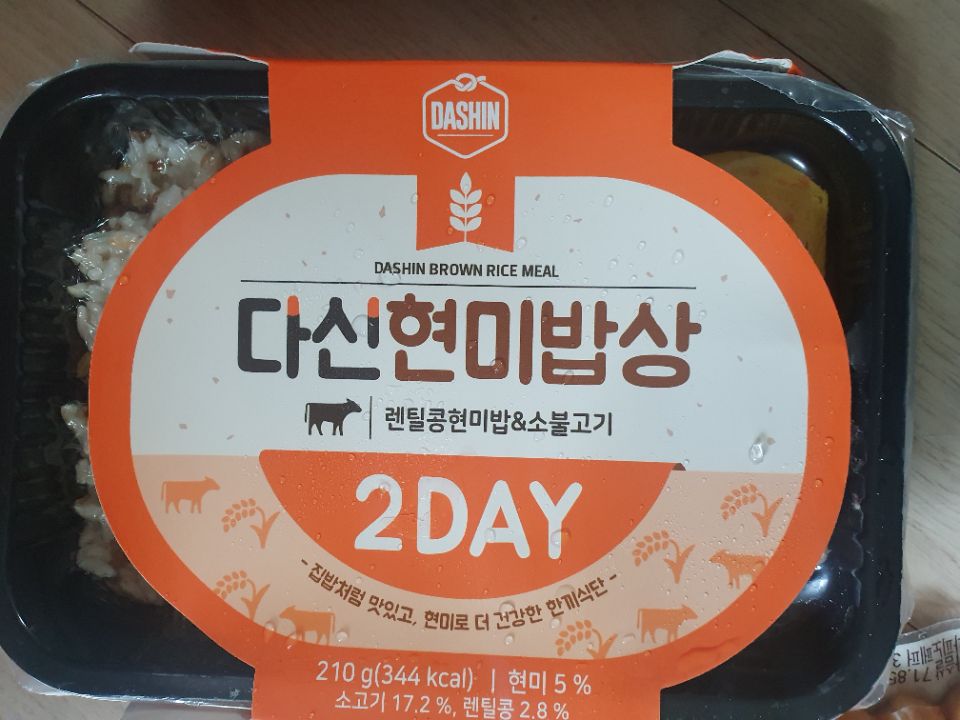 DASHIN
DASHIN BROWN RICE MEAL
다신현미밥상
렌틸콩현미밥&소불고기
2DAY
- 집밥처럼 맛있고, 현미로 더 건강한 한끼식단 -
210 g(344 kcal) | 현미 5 %
소고기 17.2 %, 렌틸콩 2.8 %